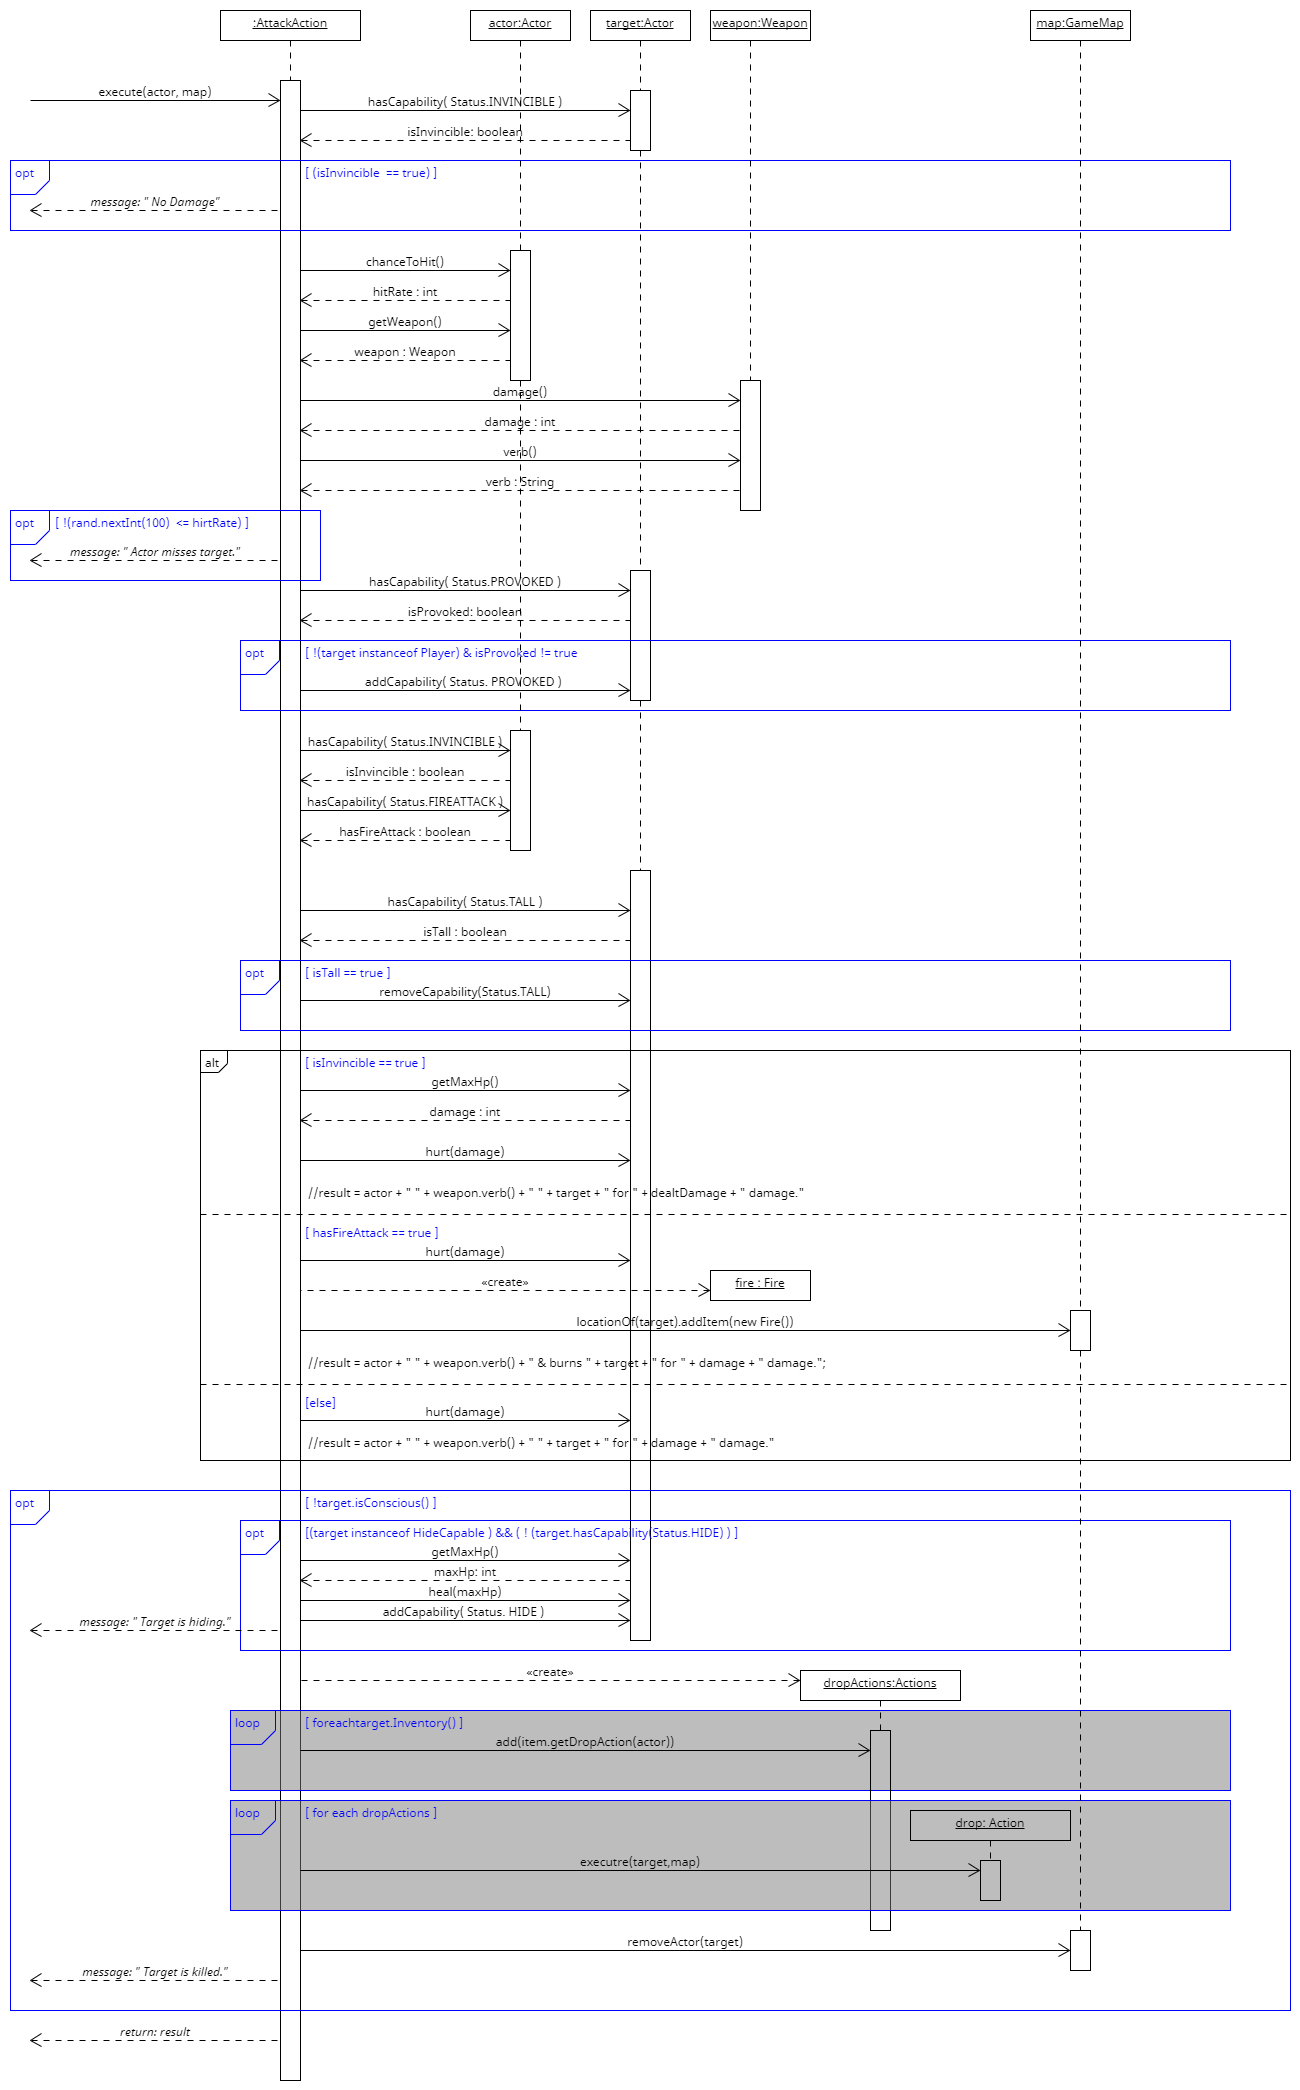 :AttackAction
actor:Actor
target:Actor
weapon:Weapon
map:GameMap
execute(actor, map)
hasCapability( Status.INVINCIBLE )
isInvincible: boolean
opt
[ (isInvincible  == true) ]
message: " No Damage"
chanceToHit()
hitRate : int
getWeapon()
weapon : Weapon
damage()
damage : int
verb()
verb : String
opt
[ !(rand.nextInt(100)  <= hirtRate) ]
message: " Actor misses target."
hasCapability( Status.PROVOKED )
isProvoked: boolean
opt
[ !(target instanceof Player) & isProvoked != true
addCapability( Status. PROVOKED )
hasCapability( Status.INVINCIBLE )
isInvincible : boolean
hasCapability( Status.FIREATTACK )
hasFireAttack : boolean
hasCapability( Status.TALL )
isTall : boolean
opt
[ isTall == true ]
removeCapability(Status.TALL)
alt
[ isInvincible == true ]
getMaxHp()
damage : int
hurt(damage)
//result = actor + " " + weapon.verb() + " " + target + " for " + dealtDamage + " damage."
[ hasFireAttack == true ]
hurt(damage)
«create»
fire : Fire
locationOf(target).addItem(new Fire())
//result = actor + " " + weapon.verb() + " & burns " + target + " for " + damage + " damage.";
[else]
hurt(damage)
//result = actor + " " + weapon.verb() + " " + target + " for " + damage + " damage."
opt
[ !target.isConscious() ]
opt
[(target instanceof HideCapable ) && ( ! (target.hasCapability(Status.HIDE) ) ]
getMaxHp()
maxHp: int
heal(maxHp)
addCapability( Status. HIDE )
message: " Target is hiding."
«create»
dropActions:Actions
loop
[ foreachtarget.Inventory() ]
add(item.getDropAction(actor))
loop
[ for each dropActions ]
drop: Action
executre(target,map)
removeActor(target)
message: " Target is killed."
return: result